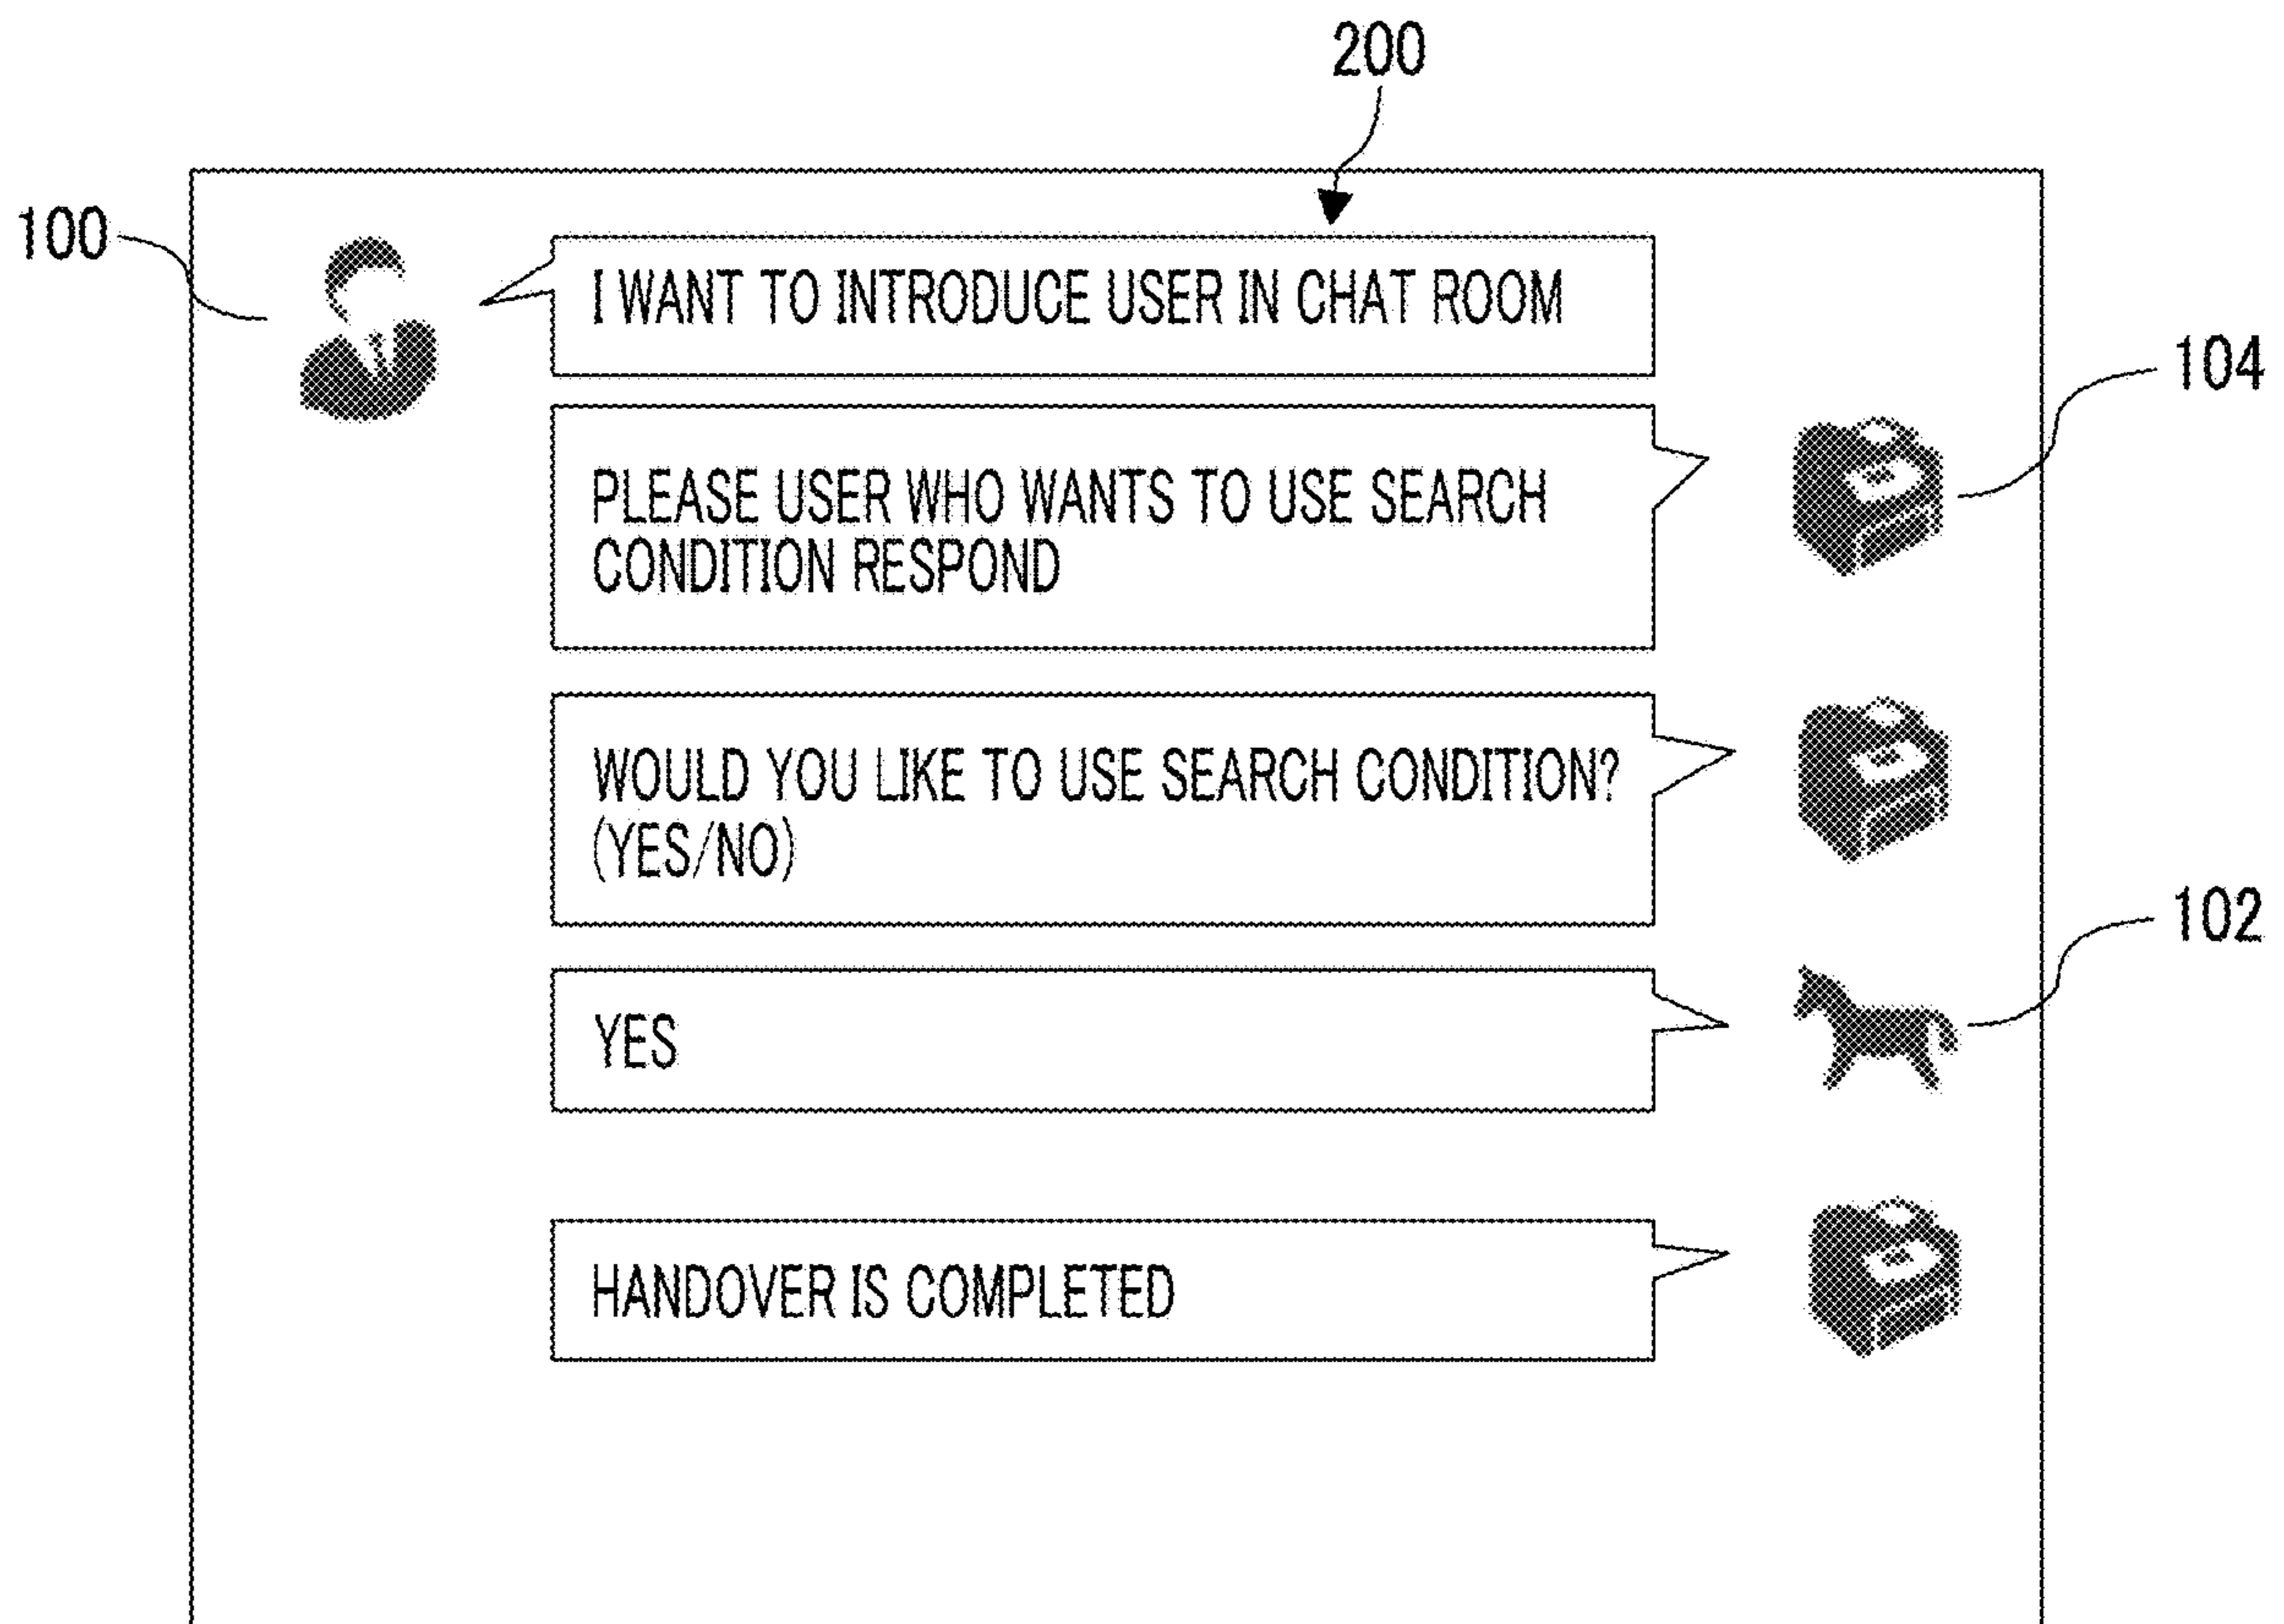 200
100
I WANT TO INTRODUCE USER IN CHAT ROOM
104
PLEASE USER WHO WANTS TO USE SEARCH
CONDITION RESPOND
WOULD YOU LIKE TO USE SEARCH CONDITION?
(YES/NO)
102
YES
HANDOVER IS COMPLETED